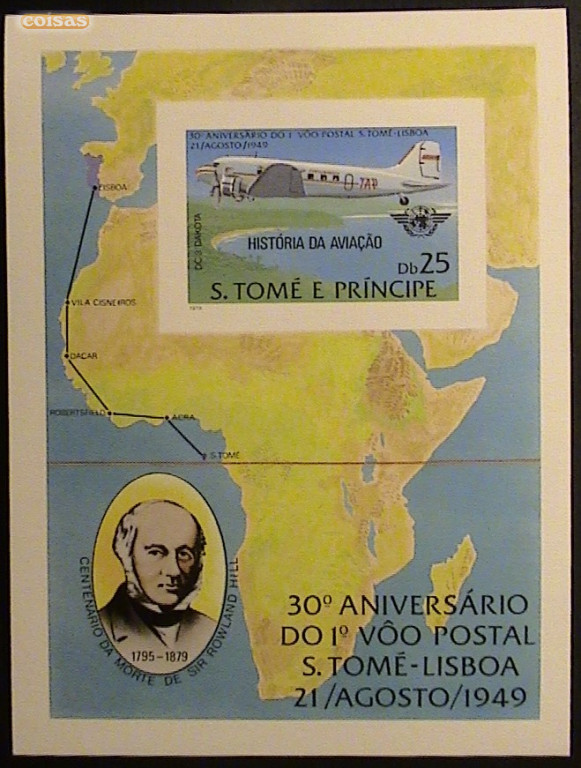 coisas
30º ANIVERSÁRIO DO 1º VÔO POSTAL S. TOMÉ-LISBOA
21/AGOSTO/1949
TAP
DC 3 DAKOTA
HISTÓRIA DA AVIAÇÃO
Db25
S. TOMÉ E PRÍNCIPE
1979
LISBOA
VILA CISNEIROS
DACAR
ROBERTSFIELD
ACRA
S. TOMÉ
CENTENÁRIO DA MORTE DE SIR ROWLAND HILL
1795-1879
30º ANIVERSÁRIO
DO 1º VÔO POSTAL
S. TOMÉ-LISBOA
21/AGOSTO/1949